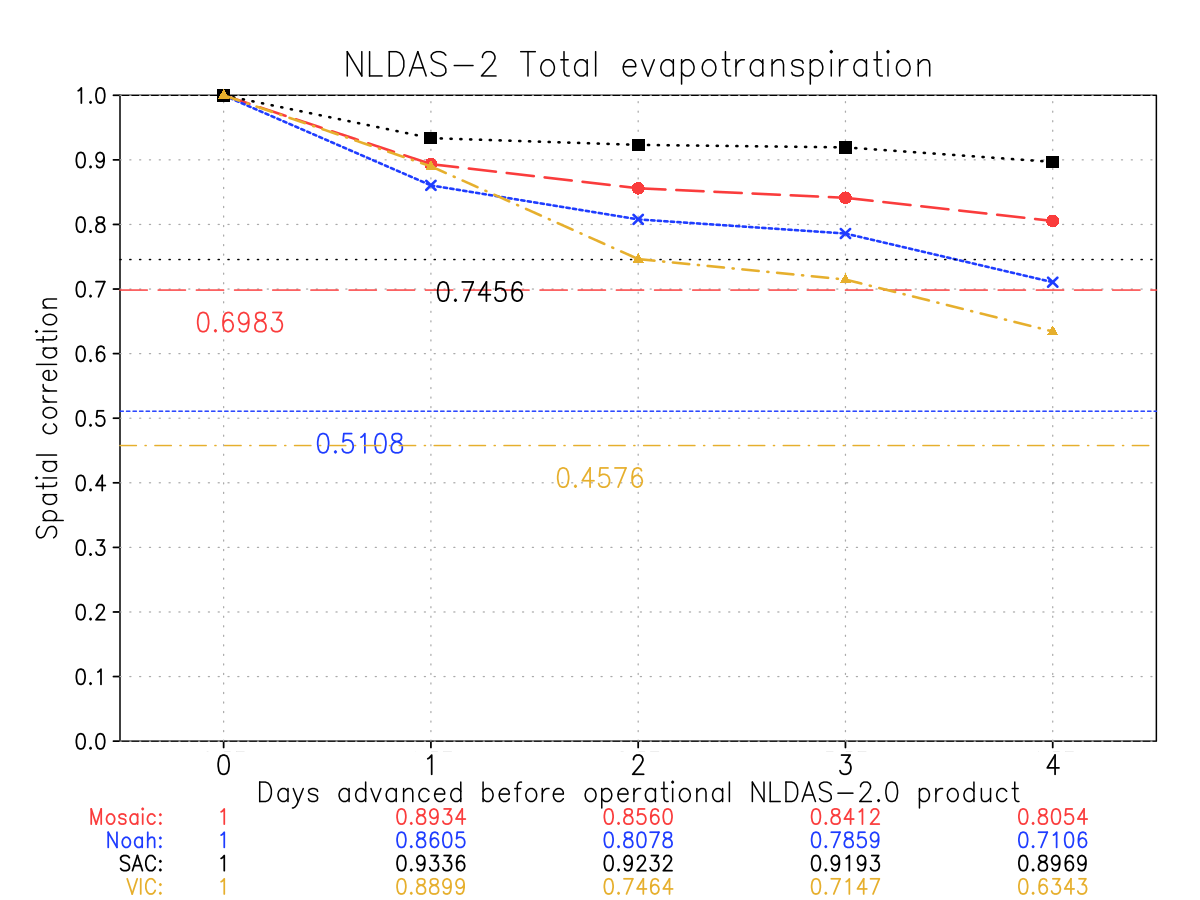 NLDAS-2 Total evapotranspiration
Spatial correlation
1.0
0.9
0.8
0.7
0.6
0.5
0.4
0.3
0.2
0.1
0.0
0.7456
0.6983
0.5108
0.4576
0 1 2 3 4
Days advanced before operational NLDAS-2.0 product
Mosaic: 1 0.8934 0.8560 0.8412 0.8054
Noah: 1 0.8605 0.8078 0.7859 0.7106
SAC: 1 0.9336 0.9232 0.9193 0.8969
VIC: 1 0.8899 0.7464 0.7147 0.6343